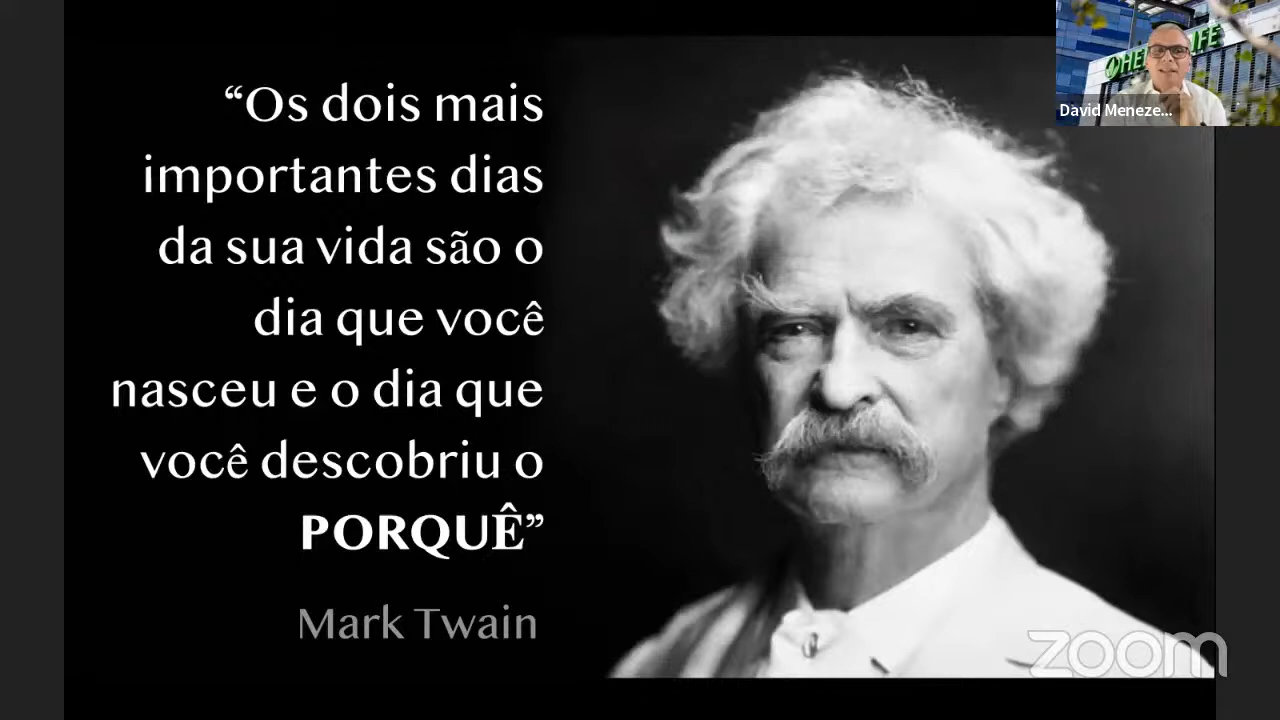 “Os dois mais
importantes dias
da sua vida são o
dia que você
nasceu e o dia que
você descobriu o
PORQUÊ”
Mark Twain
David Meneze...
zoom